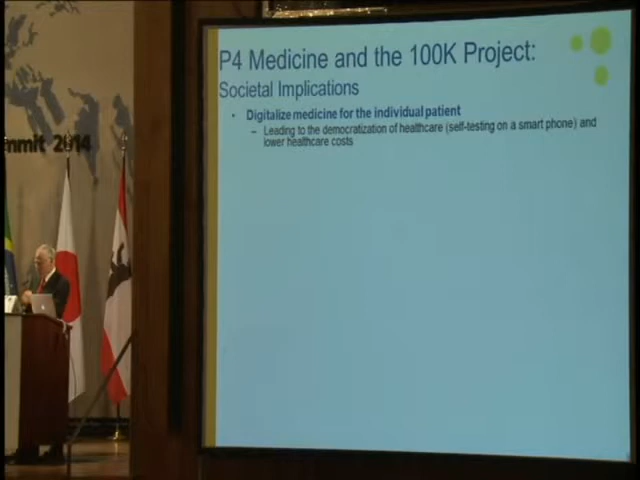 P4 Medicine and the 100K Project:
Societal Implications
• Digitalize medicine for the individual patient
– Leading to the democratization of healthcare (self-testing on a smart phone) and
lower healthcare costs
2014